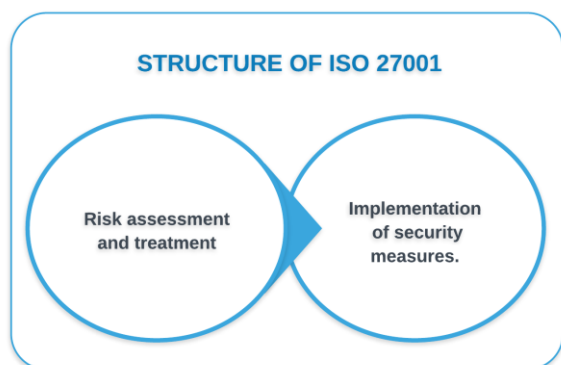 STRUCTURE OF ISO 27001
Risk assessment
and treatment
Implementation
of security
measures.